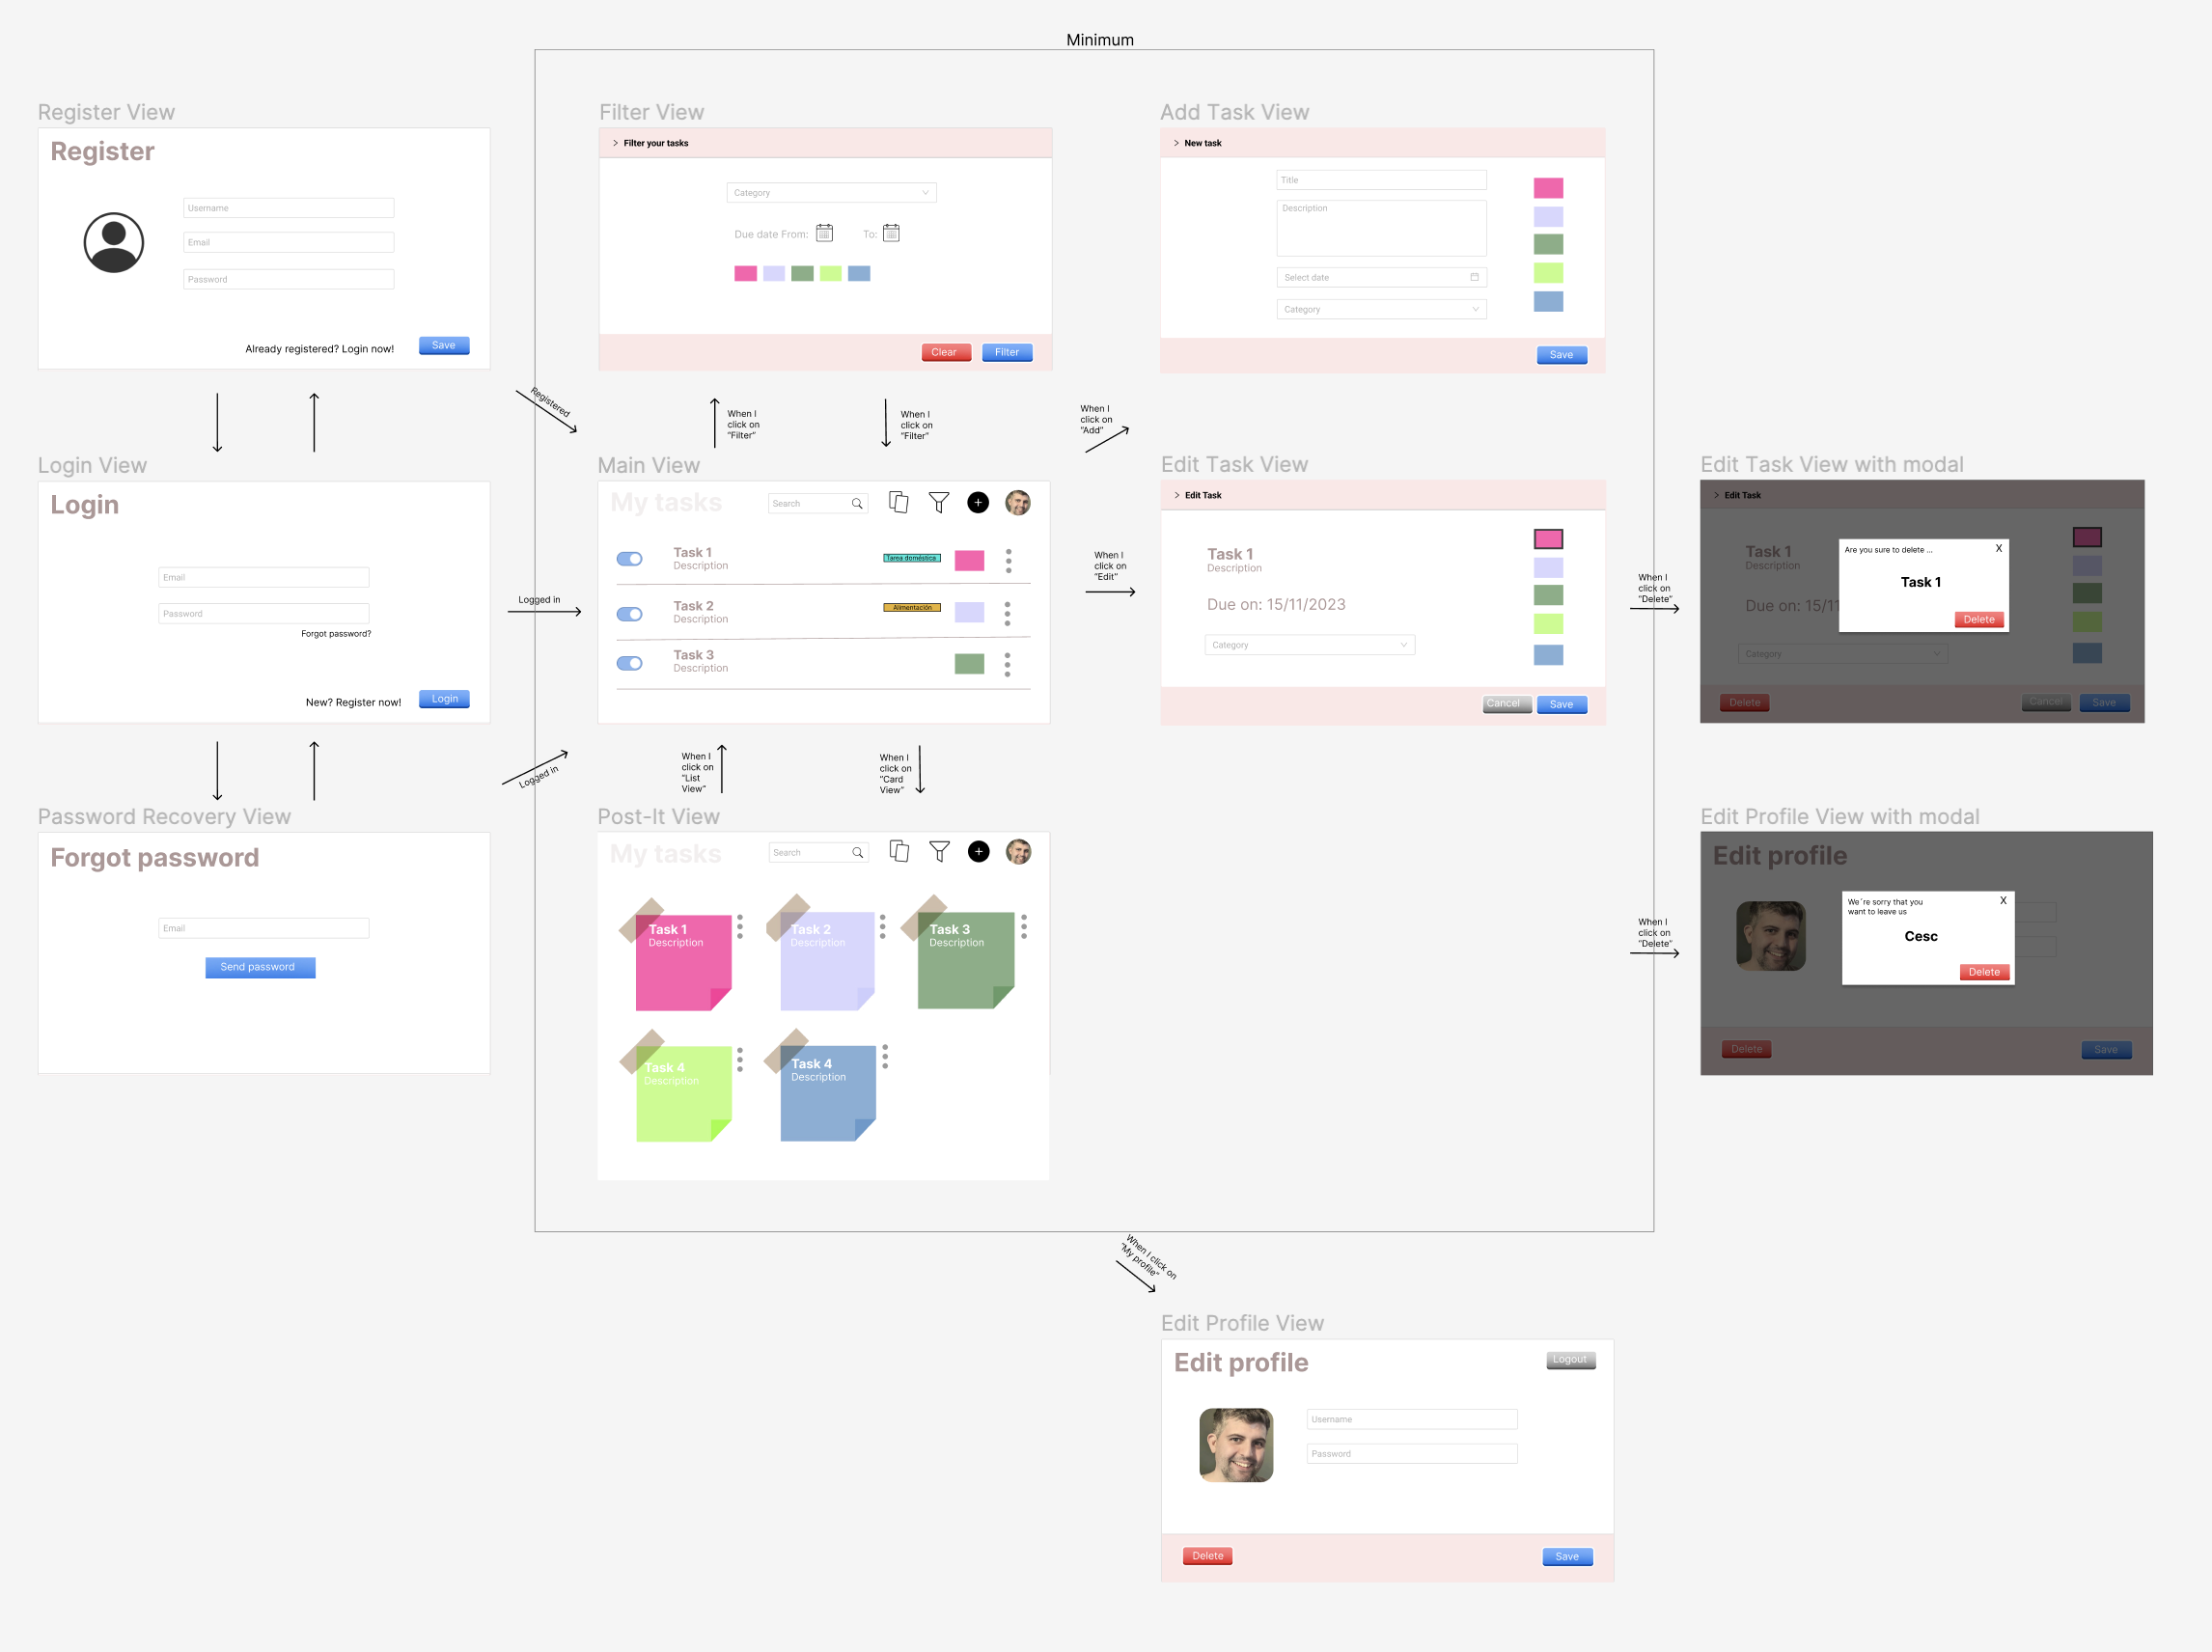 Minimum
Register View
Register
Username
Email
Password
Already registered? Login now!
Save
Filter View
> Filter your tasks
Category
Due date From:
To:
Clear
Filter
Add Task View
> New task
Title
Description
Select date
Category
Save
Registered
When I
click on
"Filter"
When I
click on
"Filter"
When I
click on
"Add"
Login View
Login
Email
Password
Forgot password?
New? Register now!
Login
Logged in
Main View
My tasks
Search
+
Task 1
Description
Tarea doméstica
Task 2
Description
Alimentación
Task 3
Description
When I
click on
"Edit"
Edit Task View
> Edit Task
Task 1
Description
Due on: 15/11/2023
Category
Cancel
Save
When I
click on
"Delete"
Edit Task View with modal
> Edit Task
Task 1
Description
Due on: 15/11
Category
Delete
Cancel
Save
Are you sure to delete ...
X
Task 1
Delete
Logged in
When I
click on
"List
View"
When I
click on
"Card
View"
Password Recovery View
Forgot password
Email
Send password
Post-It View
My tasks
Search
+
Task 1
Description
Task 2
Description
Task 3
Description
Task 4
Description
Task 4
Description
When I
click on
"Delete"
Edit Profile View with modal
Edit profile
We´re sorry that you
want to leave us
X
Cesc
Delete
Delete
Save
When I click on
"My profile"
Edit Profile View
Edit profile
Logout
Username
Password
Delete
Save